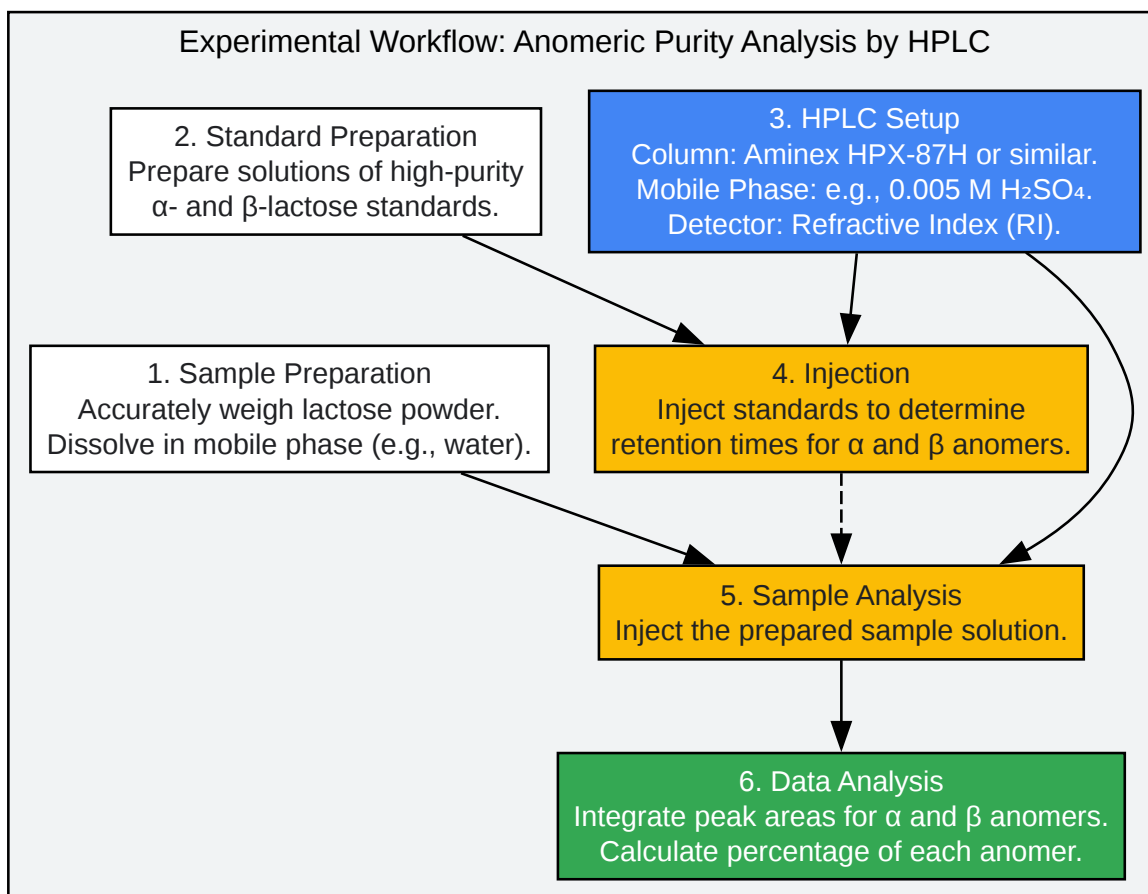 Experimental Workflow: Anomeric Purity Analysis by HPLC
2. Standard Preparation
Prepare solutions of high-purity
α- and β-lactose standards.
3. HPLC Setup
Column: Aminex HPX-87H or similar.
Mobile Phase: e.g., 0.005 M H₂SO₄.
Detector: Refractive Index (RI).
1. Sample Preparation
Accurately weigh lactose powder.
Dissolve in mobile phase (e.g., water).
4. Injection
Inject standards to determine
retention times for α and β anomers.
5. Sample Analysis
Inject the prepared sample solution.
6. Data Analysis
Integrate peak areas for α and β anomers.
Calculate percentage of each anomer.